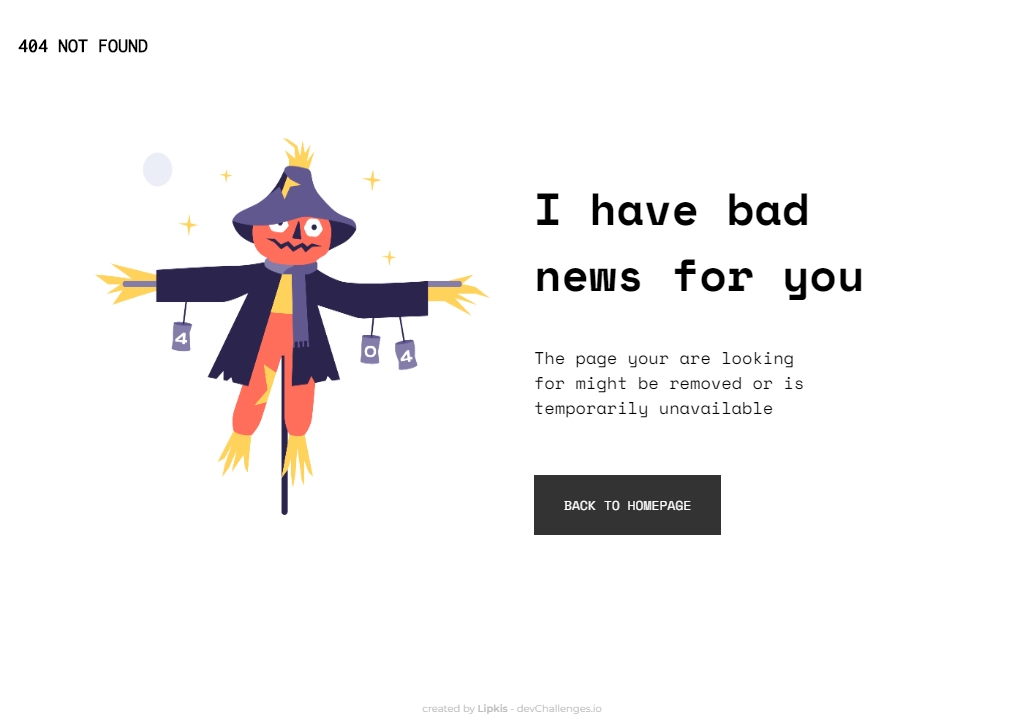 404 NOT FOUND
4
0
4
I have bad
news for you
The page your are looking
for might be removed or is
temporarily unavailable
BACK TO HOMEPAGE
created by Lipkis - devChallenges.io